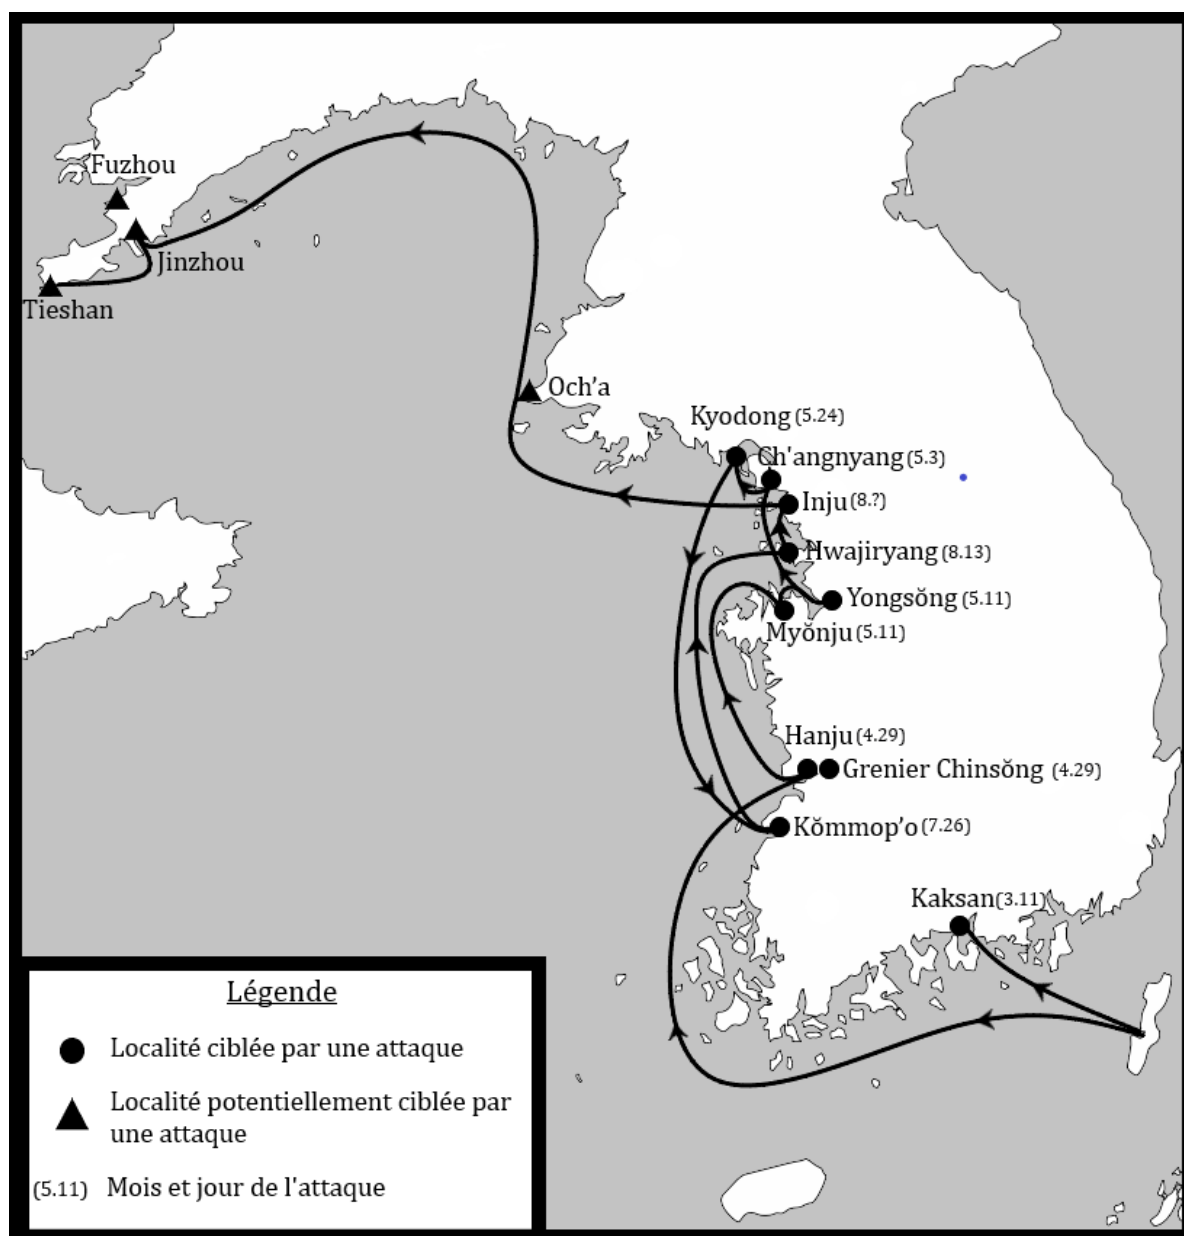 Fuzhou
Jinzhou
Tieshan
Och’a
Kyodong (5.24)
Ch'angnyang (5.3)
Inju (8.?)
Hwajiryang (8.13)
Yongsŏng (5.11)
Myŏnju (5.11)
Hanju (4.29)
Grenier Chinsŏng (4.29)
Kŏmmop’o (7.26)
Kaksan (3.11)
Légende
Localité ciblée par une attaque
Localité potentiellement ciblée par
une attaque
(5.11) Mois et jour de l'attaque